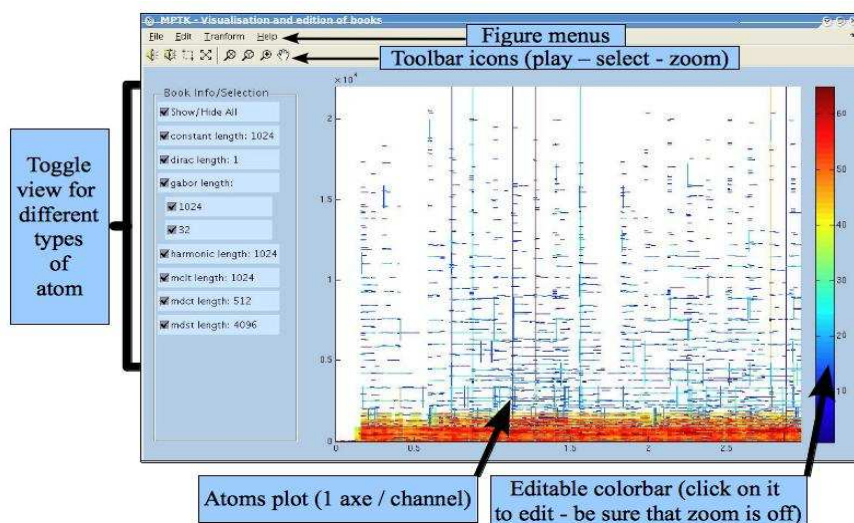 MPTK - Visualisation and edition of books
File Edit Tranform Help
Figure menus
Toolbar icons (play – select - zoom)
Book Info/Selection
Show/Hide All
constant length: 1024
dirac length: 1
gabor length:
1024
32
harmonic length: 1024
mclt length: 1024
mdct length: 512
mdst length: 4096
Toggle
view for
different
types
of
atom
×10⁴
2
1.5
1
0.5
0
0
0.5
1
1.5
2
2.5
60
50
40
30
20
10
Atoms plot (1 axe / channel)
Editable colorbar (click on it
to edit - be sure that zoom is off)